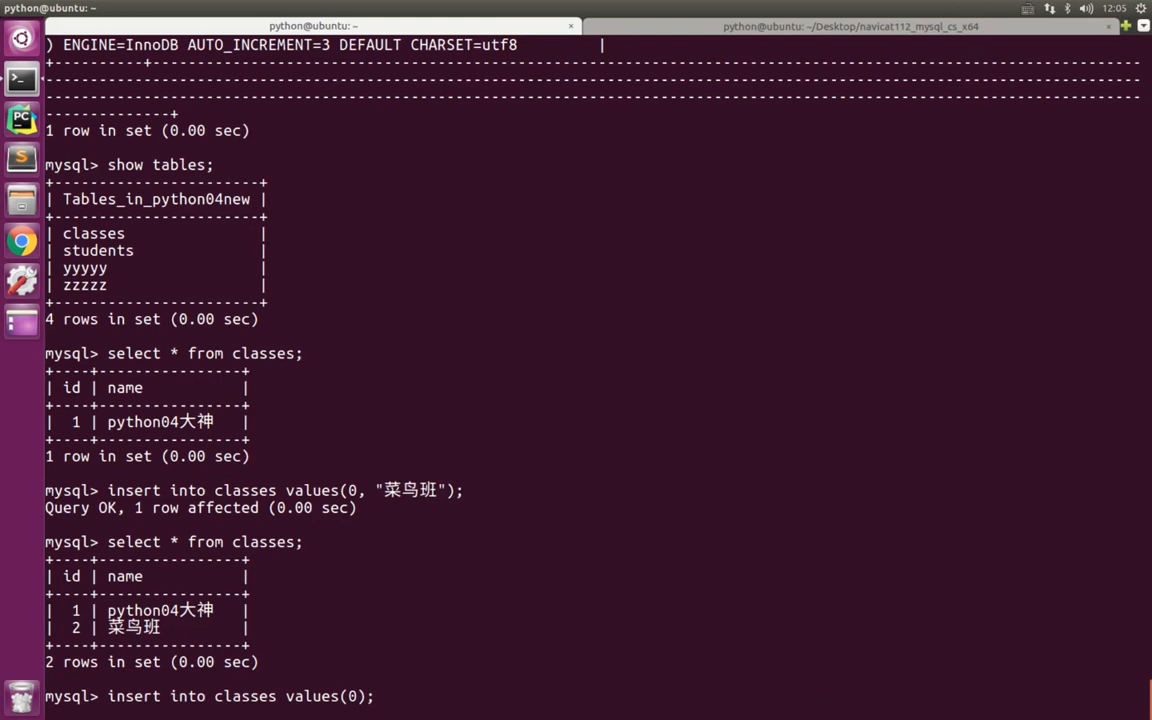 python@ubuntu: ~
12:05
python@ubuntu: ~
×
python@ubuntu: ~/Desktop/navicat112_mysql_cs_x64
×
) ENGINE=InnoDB AUTO_INCREMENT=3 DEFAULT CHARSET=utf8          |
1 row in set (0.00 sec)
mysql> show tables;
+------------------------+
| Tables_in_python04new |
+------------------------+
| classes               |
| students              |
| yyyyy                 |
| zzzzz                 |
+------------------------+
4 rows in set (0.00 sec)
mysql> select * from classes;
+----+----------------+
| id | name           |
+----+----------------+
|  1 | python04大神   |
+----+----------------+
1 row in set (0.00 sec)
mysql> insert into classes values(0, "菜鸟班");
Query OK, 1 row affected (0.00 sec)
mysql> select * from classes;
+----+----------------+
| id | name           |
+----+----------------+
|  1 | python04大神   |
|  2 | 菜鸟班         |
+----+----------------+
2 rows in set (0.00 sec)
mysql> insert into classes values(0);
PC
S